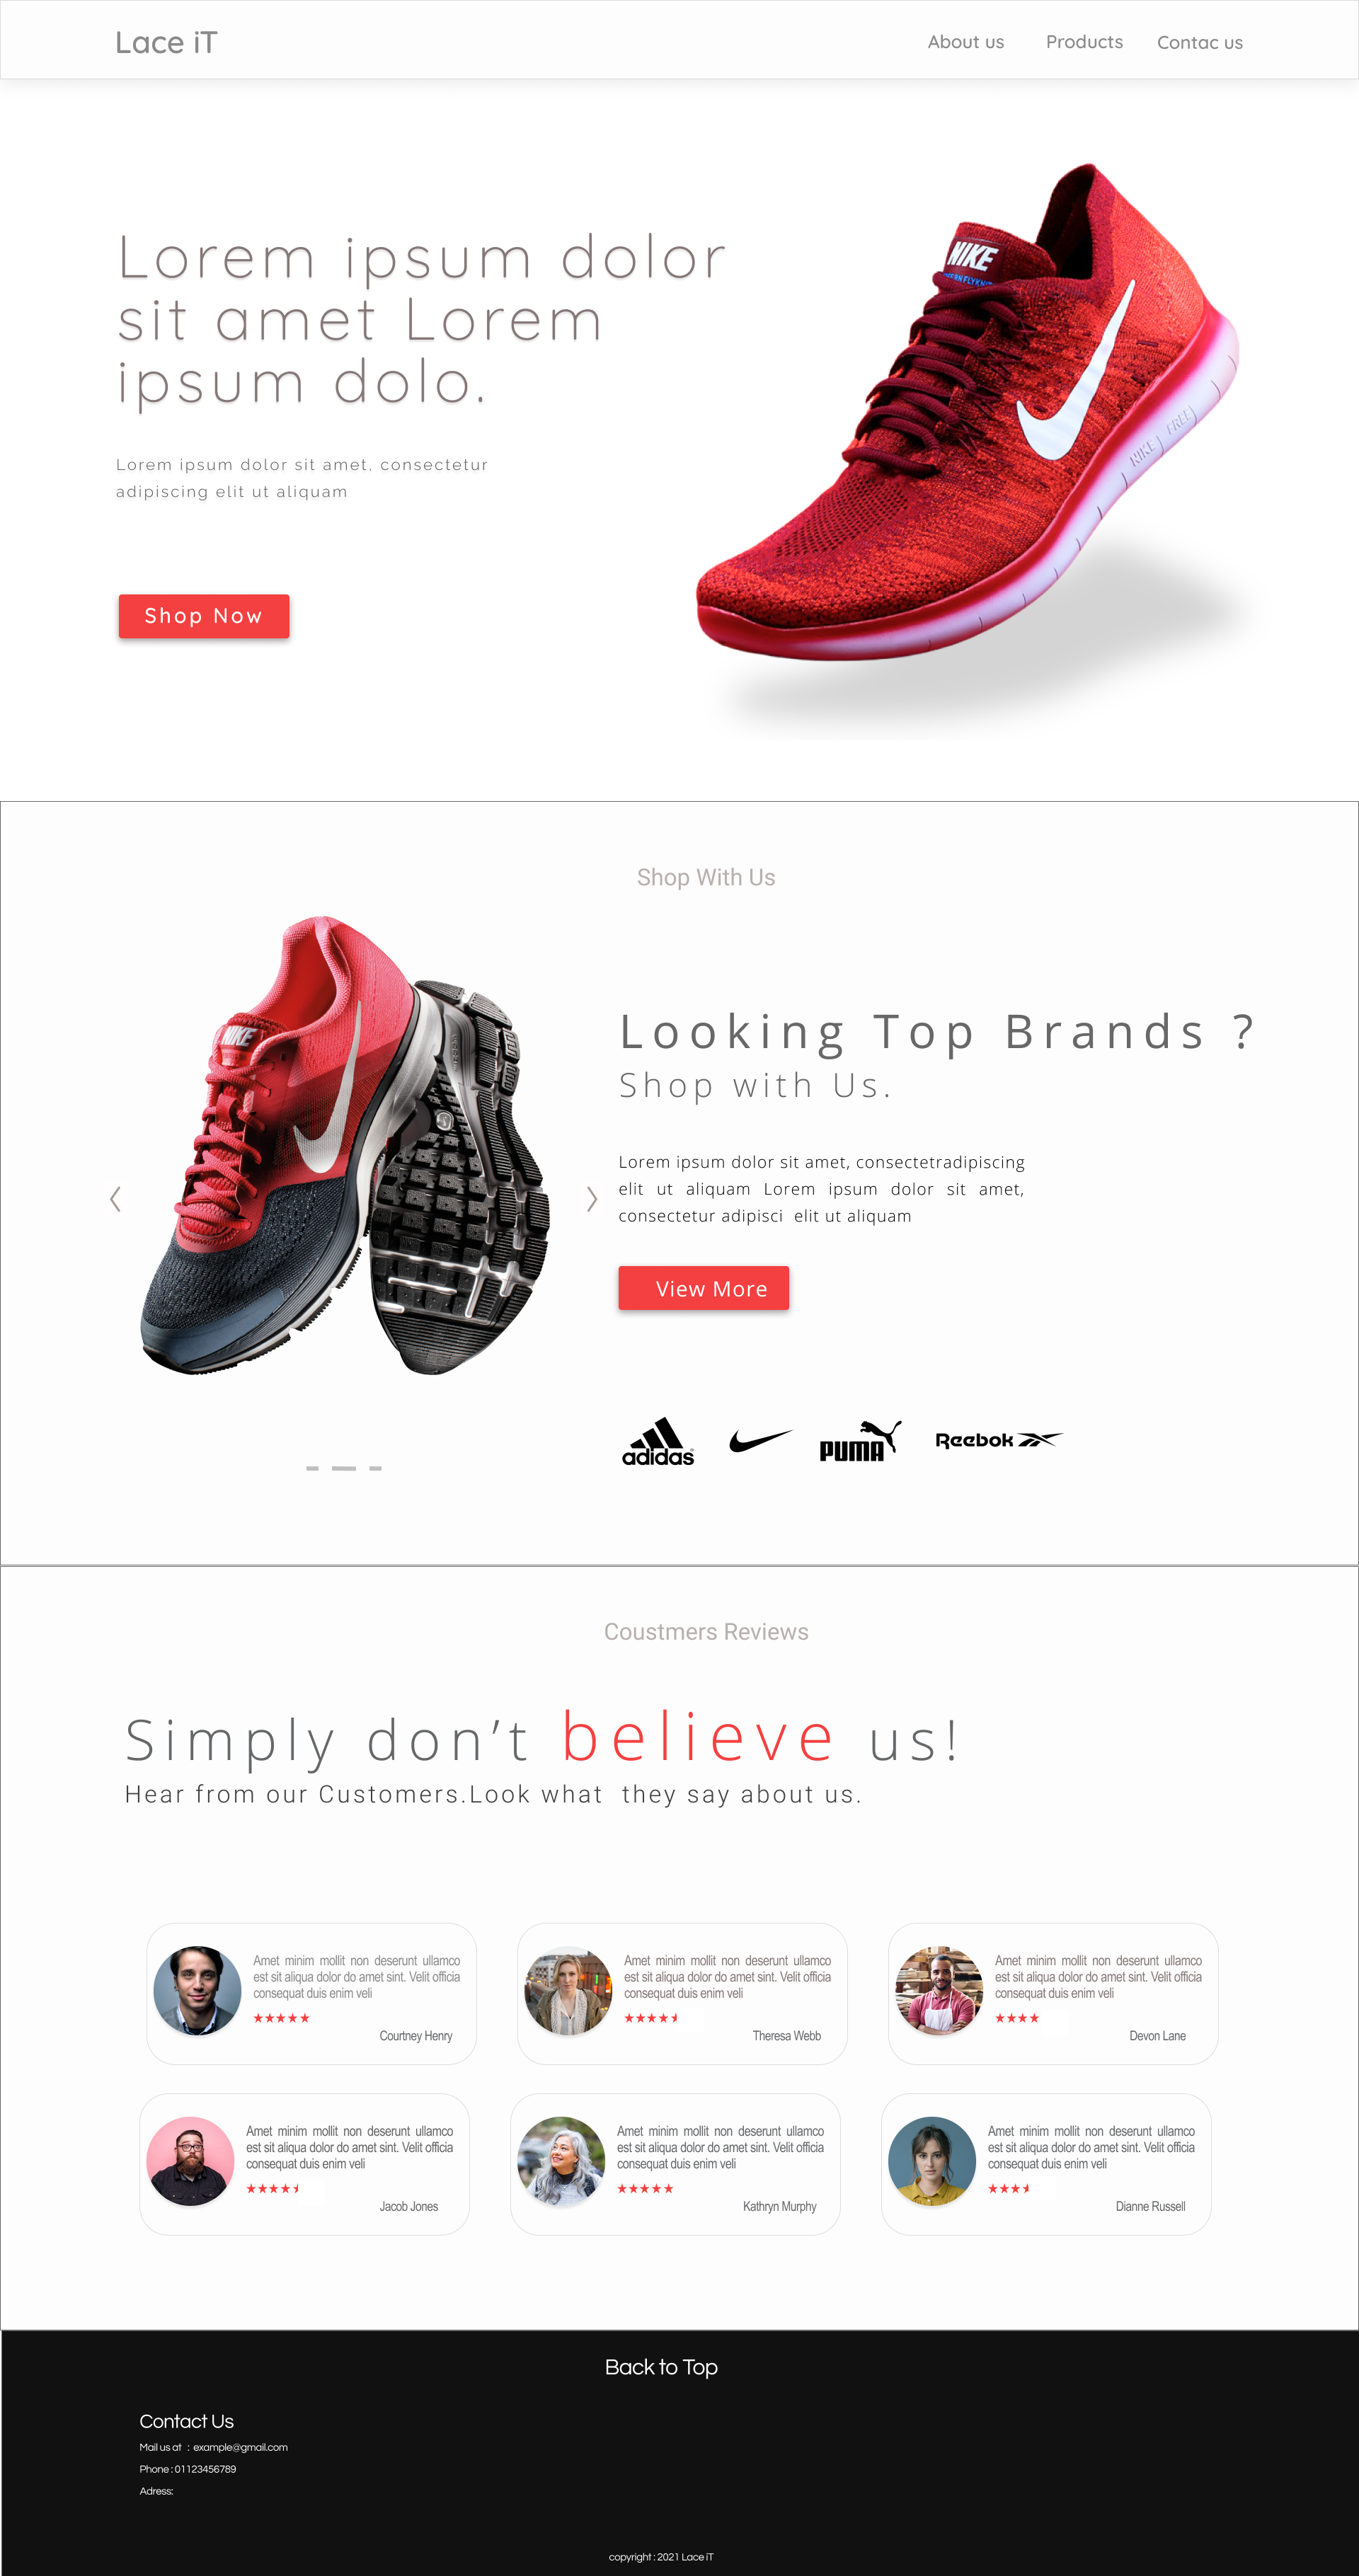 Lace iT
About us
Products
Contac us
Lorem ipsum dolor
sit amet Lorem
ipsum dolo.
Lorem ipsum dolor sit amet, consectetur
adipiscing elit ut aliquam
Shop Now
NIKE
NIKE FREE
Shop With Us
NIKE
Looking Top Brands ?
Shop with Us.
Lorem ipsum dolor sit amet, consectetradipiscing
elit ut aliquam Lorem ipsum dolor sit amet,
consectetur adipisci elit ut aliquam
View More
adidas
PUMA
Reebok
Coustmers Reviews
Simply don’t believe us!
Hear from our Customers.Look what they say about us.
Amet minim mollit non deserunt ullamco
est sit aliqua dolor do amet sint. Velit officia
consequat duis enim veli
Courtney Henry
Amet minim mollit non deserunt ullamco
est sit aliqua dolor do amet sint. Velit officia
consequat duis enim veli
Theresa Webb
Amet minim mollit non deserunt ullamco
est sit aliqua dolor do amet sint. Velit officia
consequat duis enim veli
Devon Lane
Amet minim mollit non deserunt ullamco
est sit aliqua dolor do amet sint. Velit officia
consequat duis enim veli
Jacob Jones
Amet minim mollit non deserunt ullamco
est sit aliqua dolor do amet sint. Velit officia
consequat duis enim veli
Kathryn Murphy
Amet minim mollit non deserunt ullamco
est sit aliqua dolor do amet sint. Velit officia
consequat duis enim veli
Dianne Russell
Back to Top
Contact Us
Mail us at : example@gmail.com
Phone : 01123456789
Adress:
copyright : 2021 Lace iT